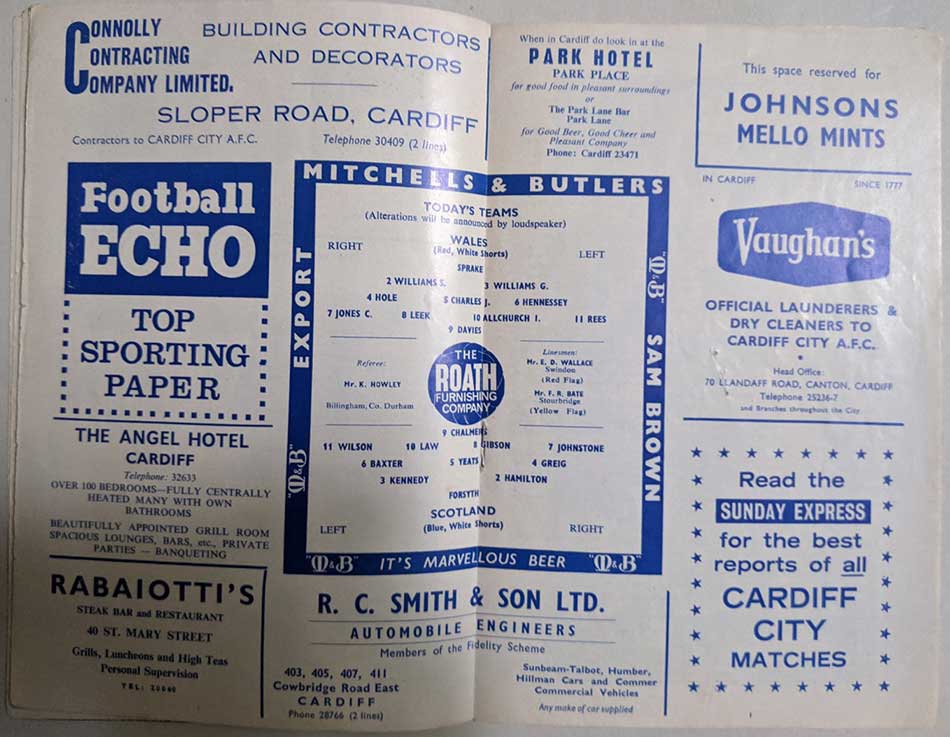 CONNOLLY
CONTRACTING
COMPANY LIMITED.
BUILDING CONTRACTORS
AND DECORATORS
SLOPER ROAD, CARDIFF
Contractors to CARDIFF CITY A.F.C.
Telephone 30409 (2 lines)
When in Cardiff do look in at the
PARK HOTEL
PARK PLACE
for good food in pleasant surroundings
or
The Park Lane Bar
Park Lane
for Good Beer, Good Cheer and
Pleasant Company
Phone: Cardiff 23471
This space reserved for
JOHNSONS
MELLO MINTS
Football
ECHO
TOP
SPORTING
PAPER
THE ANGEL HOTEL
CARDIFF
Telephone: 32633
OVER 100 BEDROOMS—FULLY CENTRALLY
HEATED MANY WITH OWN
BATHROOMS
BEAUTIFULLY APPOINTED GRILL ROOM
SPACIOUS LOUNGES, BARS, etc., PRIVATE
PARTIES — BANQUETING
RABAIOTTI'S
STEAK BAR and RESTAURANT
40 ST. MARY STREET
Grills, Luncheons and High Teas
Personal Supervision
TEL:
MITCHELLS & BUTLERS
EXPORT
"M&B"
"M&B"
SAM BROWN
TODAY'S TEAMS
(Alterations will be announced by loudspeaker)
RIGHT
WALES
(Red, White Shorts)
LEFT
SPRAKE
2 WILLIAMS S. 3 WILLIAMS G.
4 HOLE 5 CHARLES J. 6 HENNESSEY
7 JONES C. 8 LEEK 10 ALLCHURCH I. 11 REES
9 DAVIES
Referee:
Mr. K. HOWLEY
Billingham, Co. Durham
THE
ROATH
FURNISHING
COMPANY
Linesmen:
Mr. E. D. WALLACE
Swindon
(Red Flag)
Mr. F. R. BATE
Stourbridge
(Yellow Flag)
9 CHALMERS
11 WILSON 10 LAW 8 GIBSON 7 JOHNSTONE
6 BAXTER 5 YEATS 4 GREIG
3 KENNEDY 2 HAMILTON
FORSYTH
SCOTLAND
(Blue, White Shorts)
LEFT
RIGHT
"M&B" IT'S MARVELLOUS BEER "M&B"
R. C. SMITH & SON LTD.
AUTOMOBILE ENGINEERS
Members of the Fidelity Scheme
403, 405, 407, 411
Cowbridge Road East
CARDIFF
Phone 28766 (2 lines)
Sunbeam-Talbot, Humber,
Hillman Cars and Commer
Commercial Vehicles
Any make of car supplied
IN CARDIFF
SINCE 1777
Vaughan's
OFFICIAL LAUNDERERS &
DRY CLEANERS TO
CARDIFF CITY A.F.C.
Head Office:
70 LLANDAFF ROAD, CANTON, CARDIFF
Telephone 25236-7
and Branches throughout the City
Read the
SUNDAY EXPRESS
for the best
reports of all
CARDIFF
CITY
MATCHES